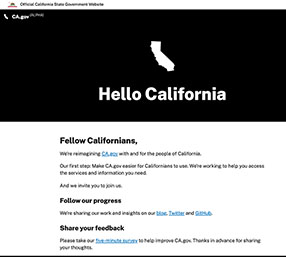 Official California State Government Website
CA.gov (ALPHA)
Hello California
Fellow Californians,
We're reimagining CA.gov with and for the people of California.
Our first step: Make CA.gov easier for Californians to use. We're working to help you access
the services and information you need.
And we invite you to join us.
Follow our progress
We're sharing our work and insights on our blog, Twitter and GitHub.
Share your feedback
Please take our five-minute survey to help improve CA.gov. Thanks in advance for sharing
your thoughts.